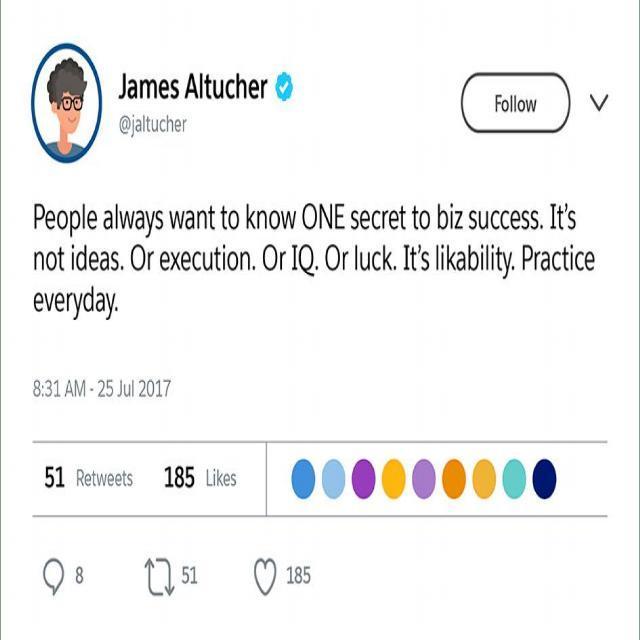 James Altucher
@jaltucher
Follow
People always want to know ONE secret to biz success. It's
not ideas. Or execution. Or IQ. Or luck. It's likability. Practice
everyday.
8:31 AM - 25 Jul 2017
51 Retweets 185 Likes
8 51 185